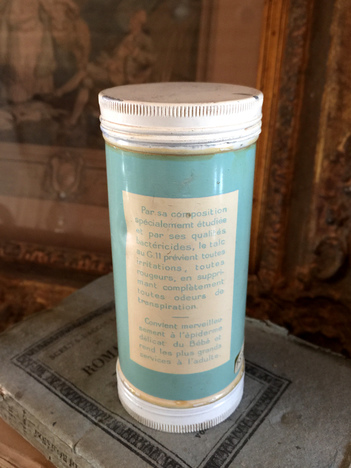 Par sa composition
spécialement étudiée
et par ses qualités
bactéricides, le talc
au G.11 prévient toutes
irritations, toutes
rougeurs, en suppri-
mant complètement
toutes odeurs de
transpiration.
Convient merveilleu-
sement à l'épiderme
délicat du Bébé et
rend les plus grands
services à l'adulte.